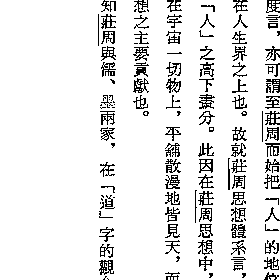 度言，亦可謂至莊周而始把「人」的地位
在人生界之上也。故就莊周思想體系言，
「人」之高下盡分。此因在莊周思想中，
在宇宙一切物上，平舖散漫地皆見天，而
想之主要貢獻也。
知莊周與儒、墨兩家，在「道」字的觀